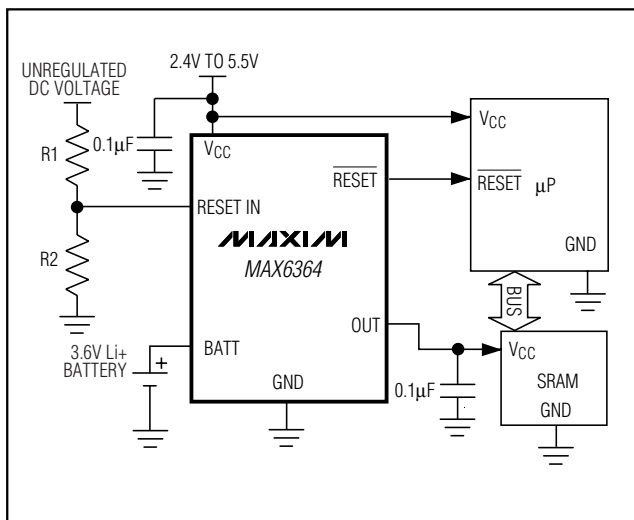 2.4V TO 5.5V
UNREGULATED
DC VOLTAGE
R1
0.1µF
VCC
VCC
RESET
RESET µP
RESET IN
MAXIM
MAX6364
R2
GND
BUS
OUT
3.6V Li+
BATTERY
+
BATT
VCC
SRAM
GND
0.1µF
GND